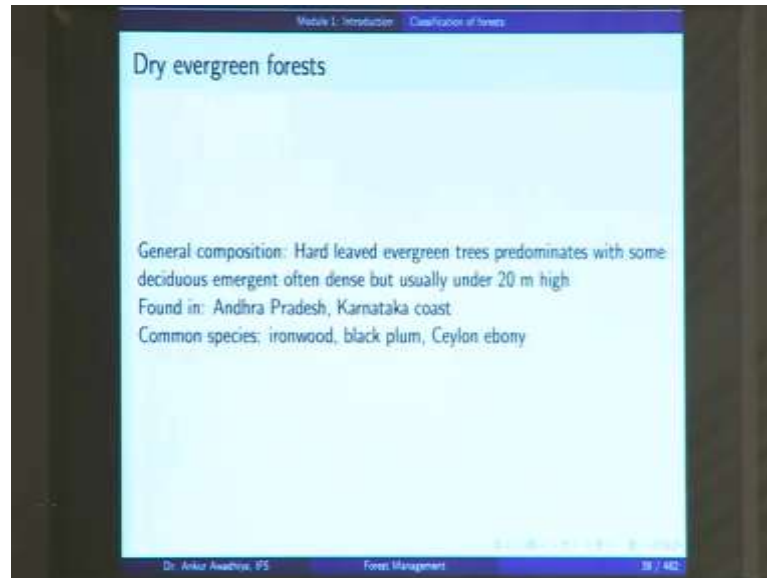 Module 1: Introduction Classification of forests
Dry evergreen forests
General composition: Hard leaved evergreen trees predominates with some
deciduous emergent often dense but usually under 20 m high
Found in: Andhra Pradesh, Karnataka coast
Common species: ironwood, black plum, Ceylon ebony
Dr. Ankur Awadhiya, IFS Forest Management 39 / 482